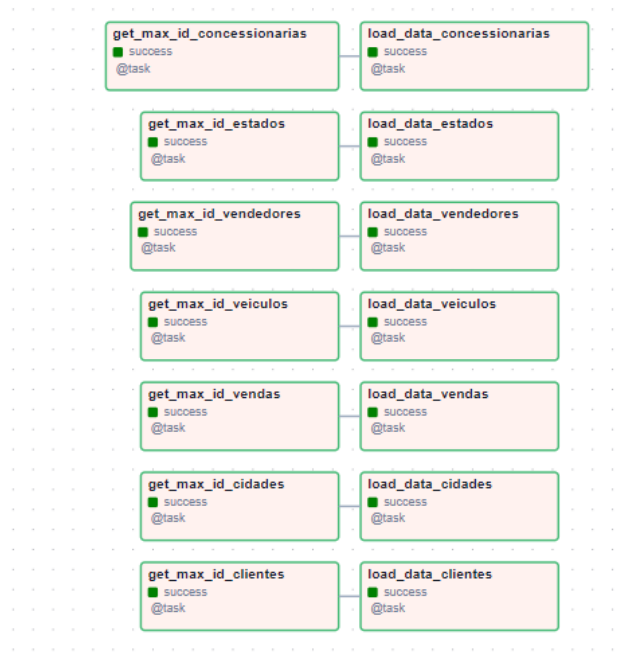 get_max_id_concessionarias
success
@task
load_data_concessionarias
success
@task
get_max_id_estados
success
@task
load_data_estados
success
@task
get_max_id_vendedores
success
@task
load_data_vendedores
success
@task
get_max_id_veiculos
success
@task
load_data_veiculos
success
@task
get_max_id_vendas
success
@task
load_data_vendas
success
@task
get_max_id_cidades
success
@task
load_data_cidades
success
@task
get_max_id_clientes
success
@task
load_data_clientes
success
@task